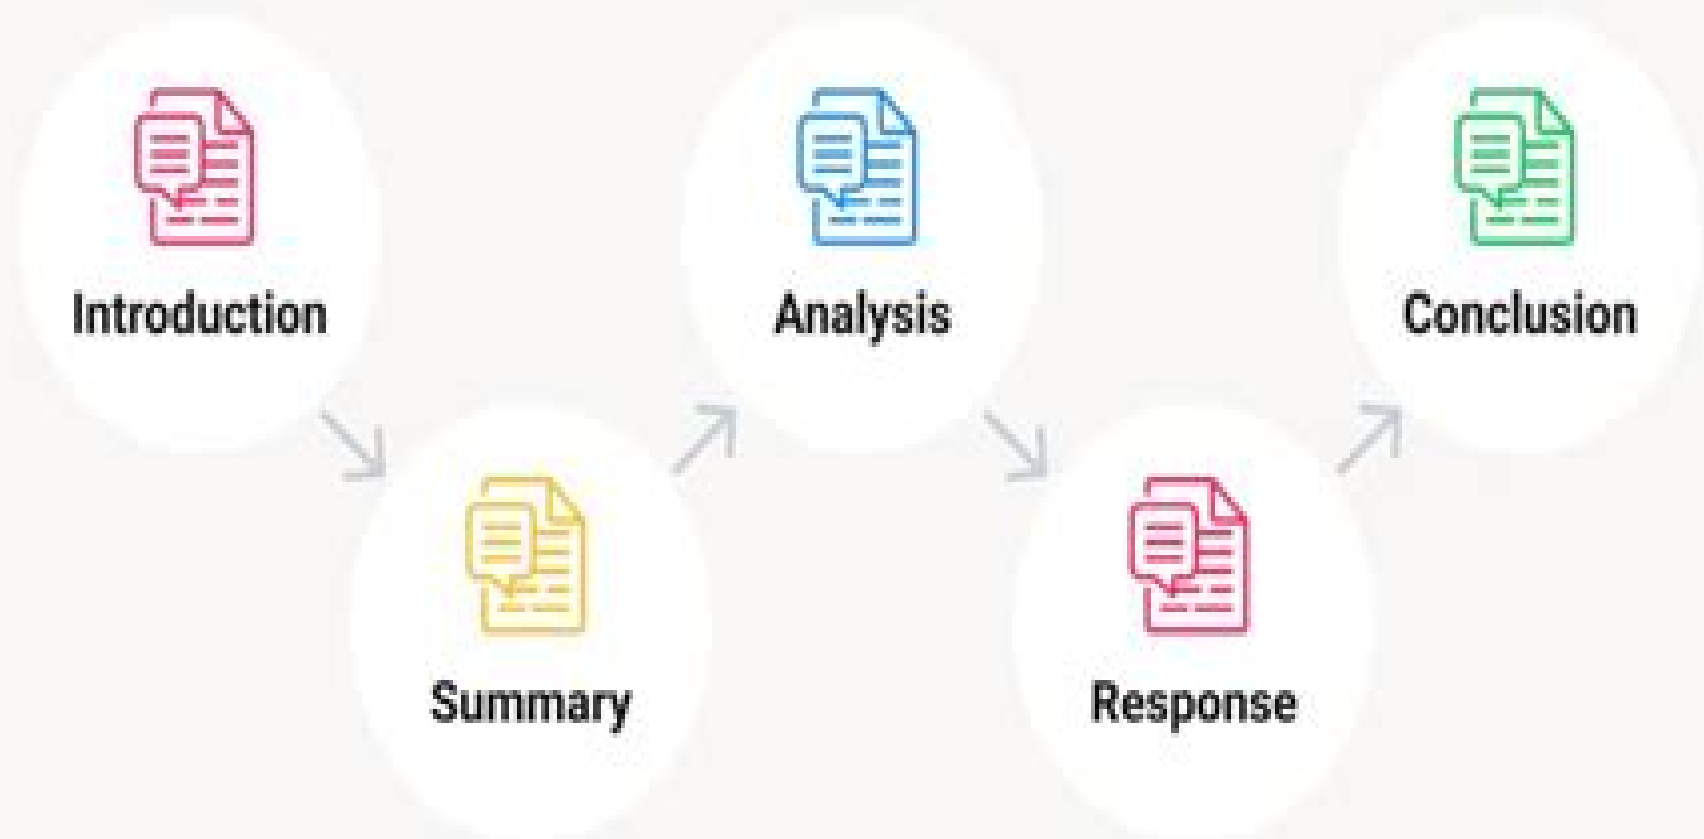 Introduction
Summary
Analysis
Response
Conclusion